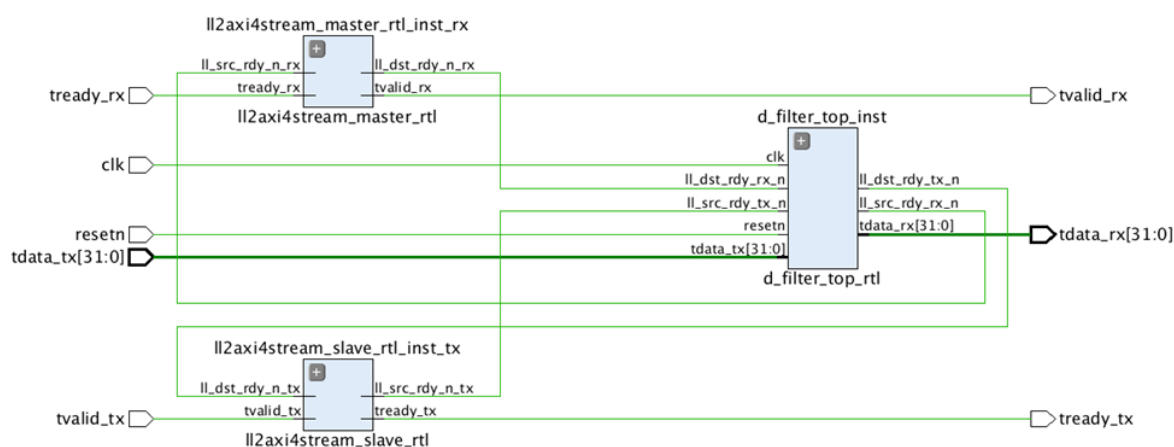 ll2axi4stream_master_rtl_inst_rx
ll_src_rdy_n_rx
ll_dst_rdy_n_rx
tready_rx
tready_rx
tvalid_rx
tvalid_rx
ll2axi4stream_master_rtl
d_filter_top_inst
clk
clk
ll_dst_rdy_rx_n
ll_dst_rdy_tx_n
ll_src_rdy_tx_n
ll_src_rdy_rx_n
resetn
resetn
tdata_rx[31:0]
tdata_rx[31:0]
tdata_tx[31:0]
tdata_tx[31:0]
d_filter_top_rtl
ll2axi4stream_slave_rtl_inst_tx
ll_dst_rdy_n_tx
ll_src_rdy_n_tx
tvalid_tx
tvalid_tx
tready_tx
tready_tx
ll2axi4stream_slave_rtl